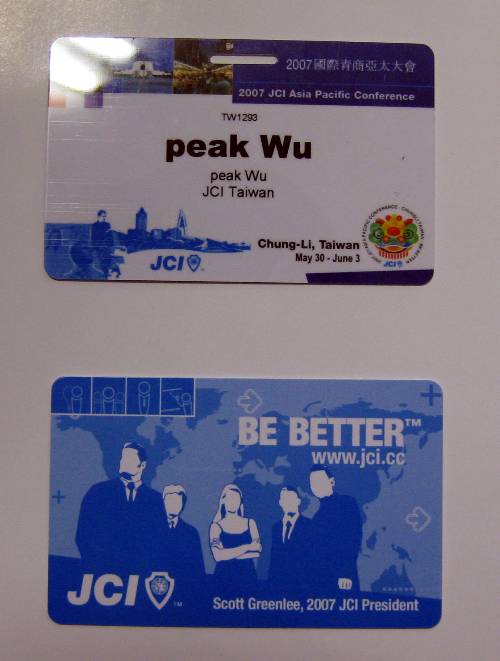 2007國際青商亞太大會
2007 JCI Asia Pacific Conference
TW1293
peak Wu
peak Wu
JCI Taiwan
Chung-Li, Taiwan
May 30 - June 3
JCI
JCI
BE BETTER™
www.jci.cc
JCI ™
Scott Greenlee, 2007 JCI President